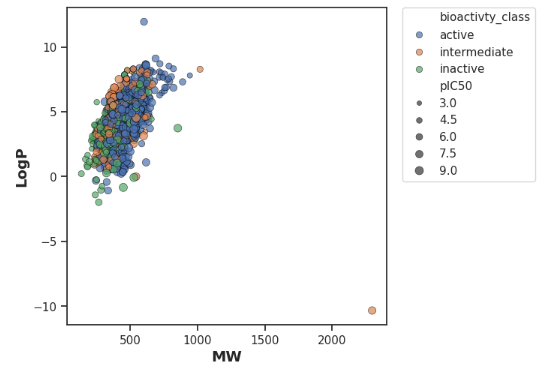 bioactivty_class
active
intermediate
inactive
pIC50
3.0
4.5
6.0
7.5
9.0
10
5
0
−5
−10
LogP
500 1000 1500 2000
MW